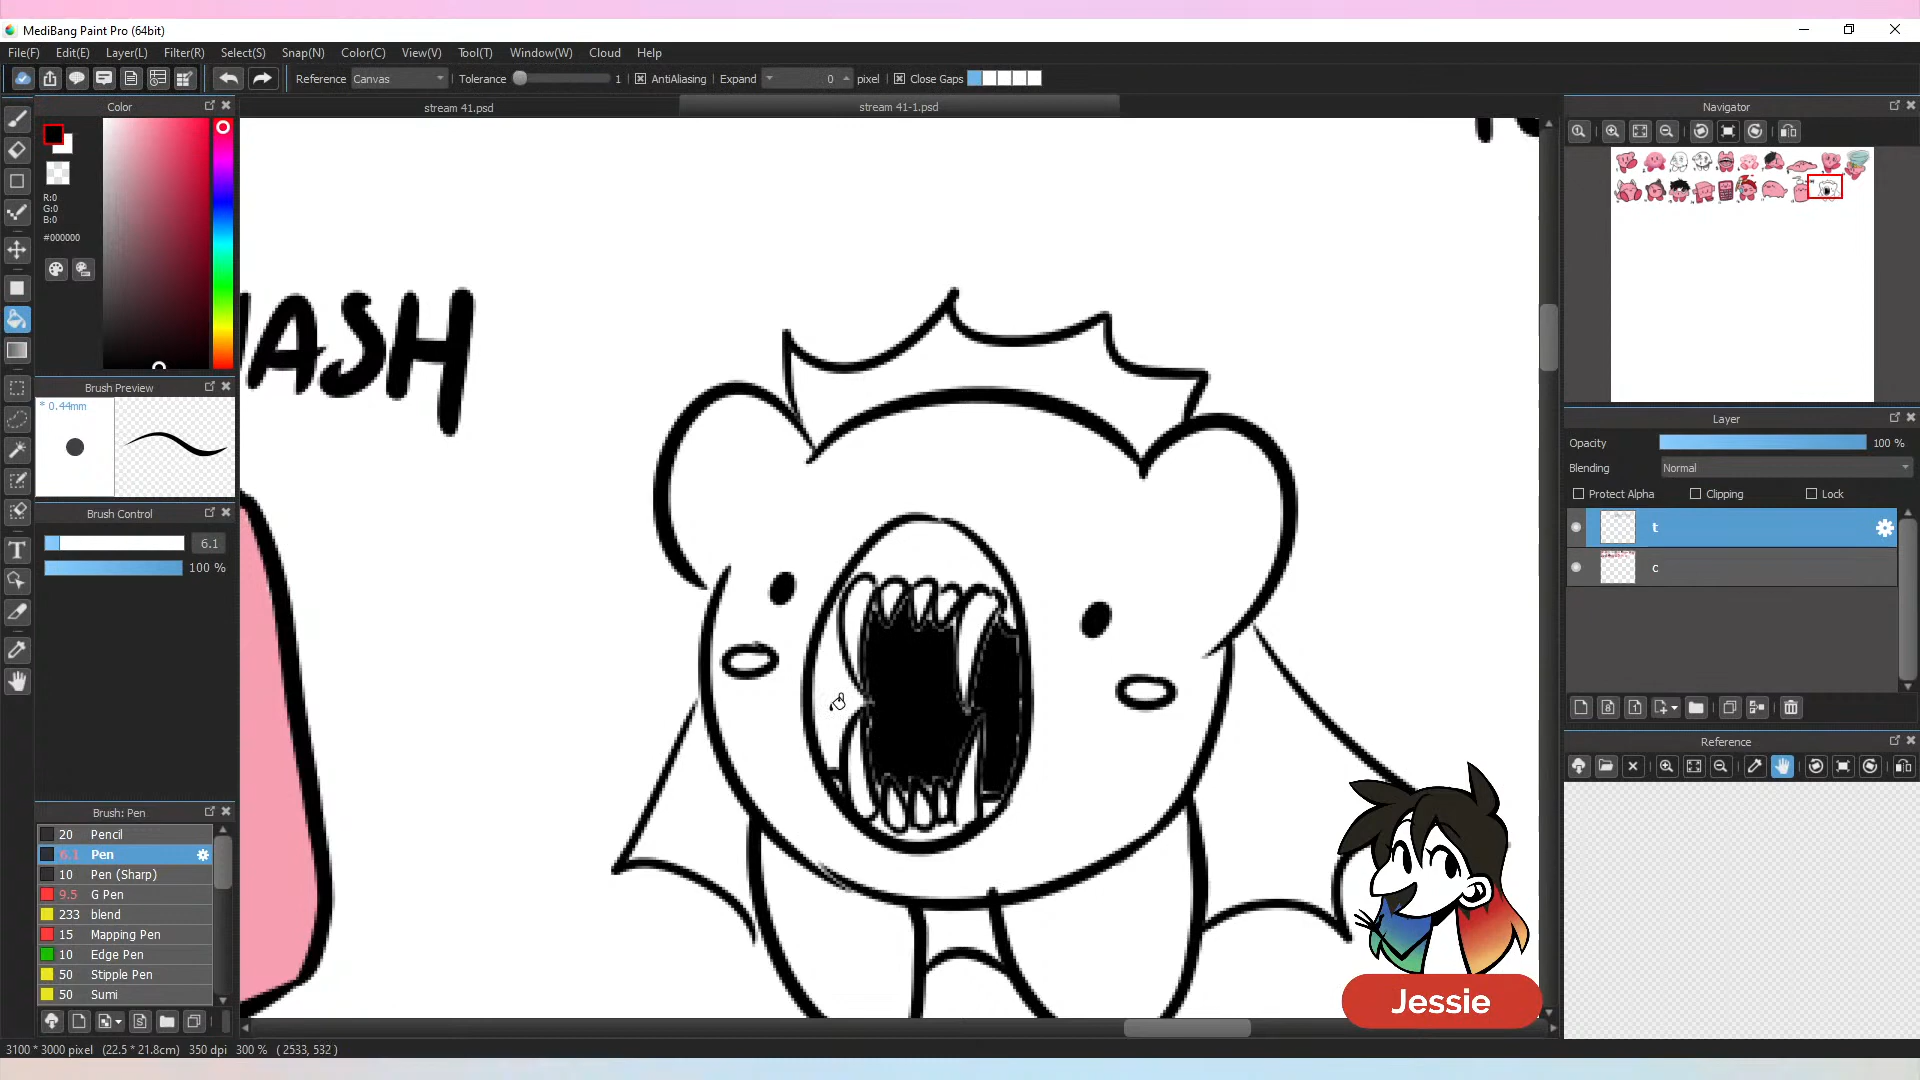 MediBang Paint Pro (64bit)
File(F) Edit(E) Layer(L) Filter(R) Select(S) Snap(N) Color(C) View(V) Tool(T) Window(W) Cloud Help
Reference Canvas Tolerance 1 AntiAliasing Expand 0 pixel Close Gaps
Color
stream 41.psd
stream 41-1.psd
Navigator
R:0
G:0
B:0
#000000
ASH
Brush Preview
* 0.44mm
Layer
Opacity 100 %
Blending Normal
Protect Alpha Clipping Lock
Brush Control
t
6.1
100 %
c
Reference
Brush: Pen
20 Pencil
6.1 Pen
10 Pen (Sharp)
9.5 G Pen
233 blend
15 Mapping Pen
10 Edge Pen
50 Stipple Pen
50 Sumi
Jessie
3100 * 3000 pixel (22.5 * 21.8cm) 350 dpi 300 % ( 2533, 532 )